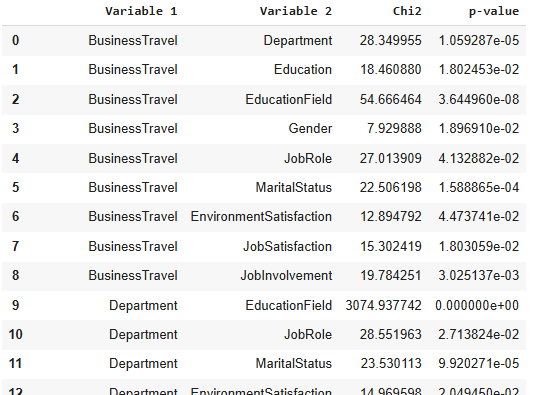 Variable 1 Variable 2 Chi2 p-value
0 BusinessTravel Department 28.349955 1.059287e-05
1 BusinessTravel Education 18.460880 1.802453e-02
2 BusinessTravel EducationField 54.666464 3.644960e-08
3 BusinessTravel Gender 7.929888 1.896910e-02
4 BusinessTravel JobRole 27.013909 4.132882e-02
5 BusinessTravel MaritalStatus 22.506198 1.588865e-04
6 BusinessTravel EnvironmentSatisfaction 12.894792 4.473741e-02
7 BusinessTravel JobSatisfaction 15.302419 1.803059e-02
8 BusinessTravel JobInvolvement 19.784251 3.025137e-03
9 Department EducationField 3074.937742 0.000000e+00
10 Department JobRole 28.551963 2.713824e-02
11 Department MaritalStatus 23.530113 9.920271e-05
12 Department EnvironmentSatisfaction 14.969598 2.049450e-02